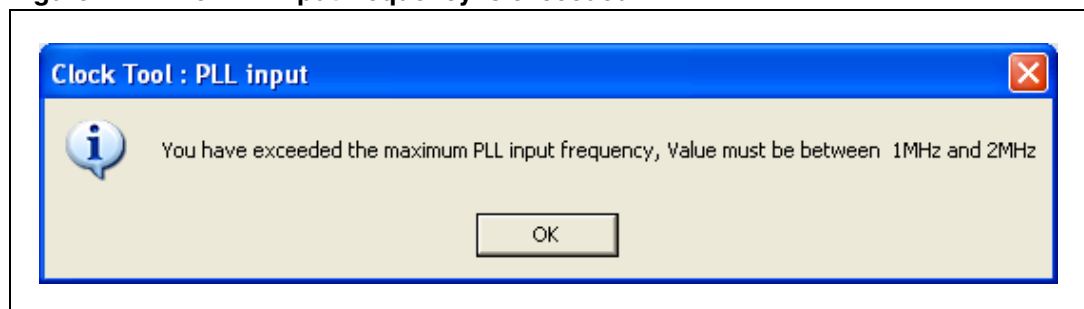 Clock Tool : PLL input
You have exceeded the maximum PLL input frequency, Value must be between 1MHz and 2MHz
OK